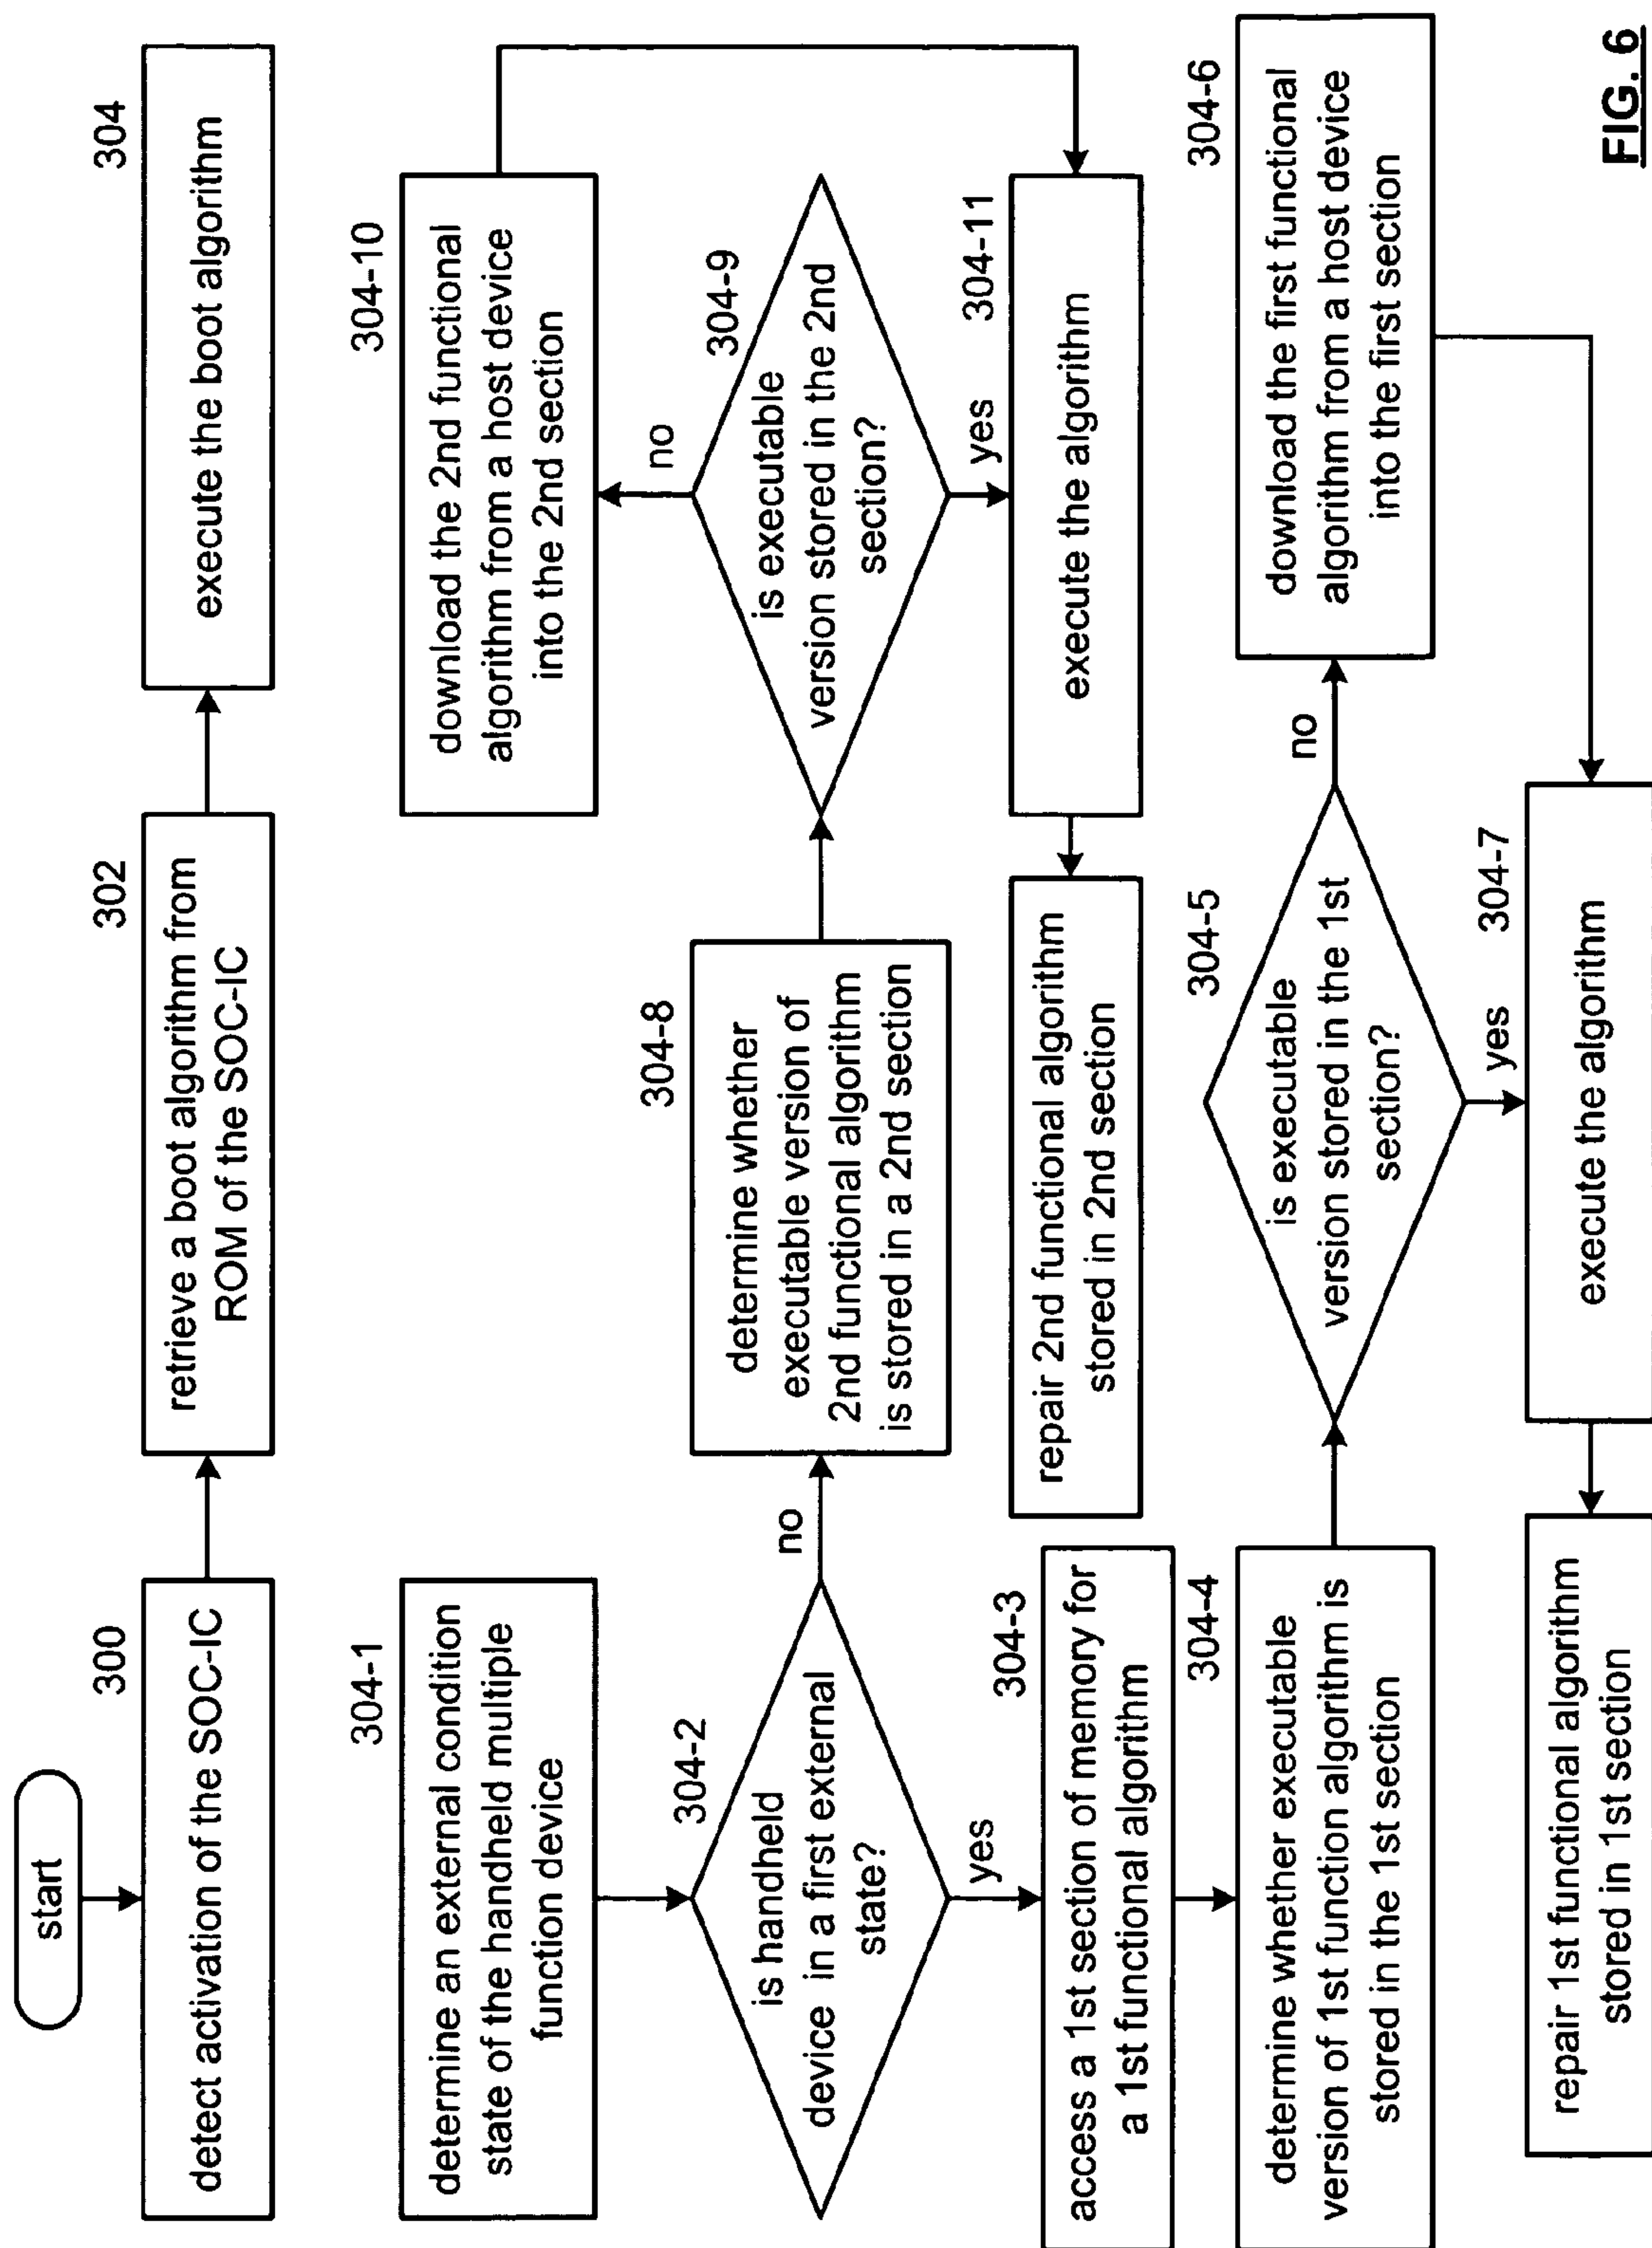 start
300
detect activation of the SOC-IC
302
retrieve a boot algorithm from
ROM of the SOC-IC
304
execute the boot algorithm
304-1
determine an external condition
state of the handheld multiple
function device
304-2
is handheld
device in a first external
state?
no
yes
304-8
determine whether
executable version of
2nd functional algorithm
is stored in a 2nd section
304-9
is executable
version stored in the 2nd
section?
no
yes
304-10
download the 2nd functional
algorithm from a host device
into the 2nd section
304-11
execute the algorithm
repair 2nd functional algorithm
stored in 2nd section
304-3
access a 1st section of memory for
a 1st functional algorithm
304-4
determine whether executable
version of 1st function algorithm is
stored in the 1st section
304-5
is executable
version stored in the 1st
section?
no
yes
304-6
download the first functional
algorithm from a host device
into the first section
304-7
execute the algorithm
repair 1st functional algorithm
stored in 1st section
FIG. 6